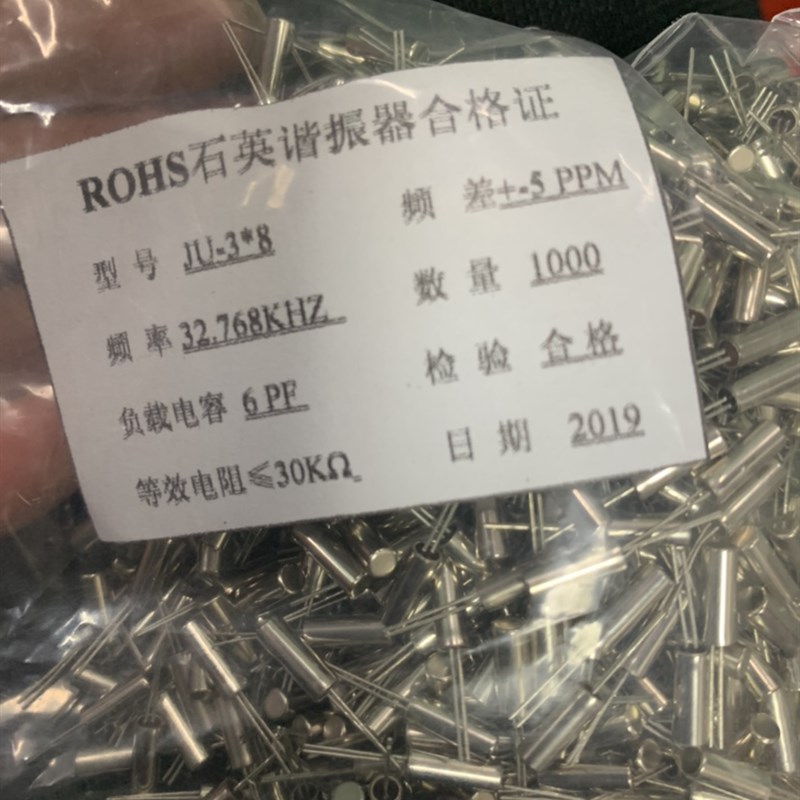 ROHS石英谐振器合格证
型号 JU-3*8
频差+-5 PPM
频率 32.768KHZ
数量 1000
负载电容 6 PF
检验 合格
等效电阻≤30KΩ
日期 2019